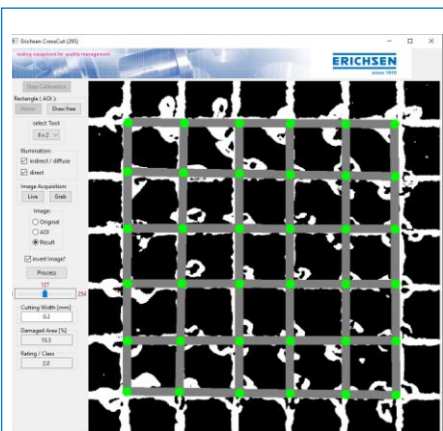 Erichsen CrossCut (295)
testing equipment for quality management
ERICHSEN
since 1910
Stop Calibration
Rectangle ( AOI ):
Draw free
select Tool:
6 x 2
Illumination:
indirect / diffuse
direct
Image Acquisition:
Live
Grab
Image:
Original
AOI
Result
invert Image?
Process
127
254
Cutting Width [mm]
0.2
Damaged Area [%]
10.3
Rating / Class
2.0